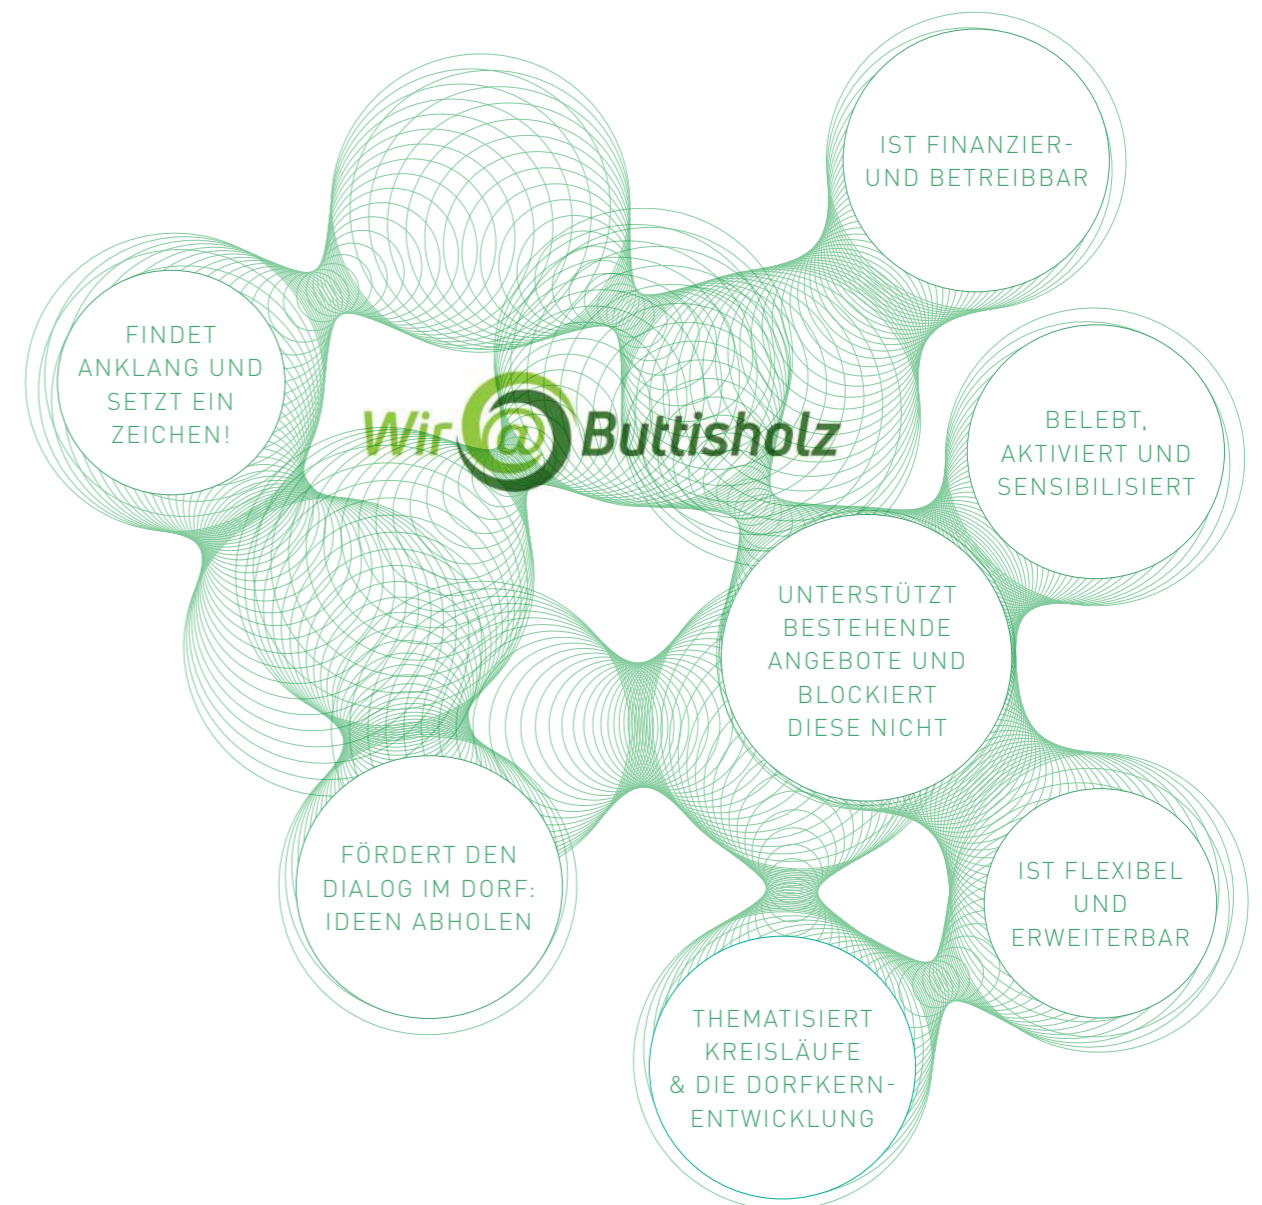 IST FINANZIER-
UND BETREIBBAR
FINDET
ANKLANG UND
SETZT EIN
ZEICHEN!
Wir @ Buttisholz
BELEBT,
AKTIVIERT UND
SENSIBILISIERT
UNTERSTÜTZT
BESTEHENDE
ANGEBOTE UND
BLOCKIERT
DIESE NICHT
FÖRDERT DEN
DIALOG IM DORF:
IDEEN ABHOLEN
IST FLEXIBEL
UND
ERWEITERBAR
THEMATISIERT
KREISLÄUFE
& DIE DORFKERN-
ENTWICKLUNG